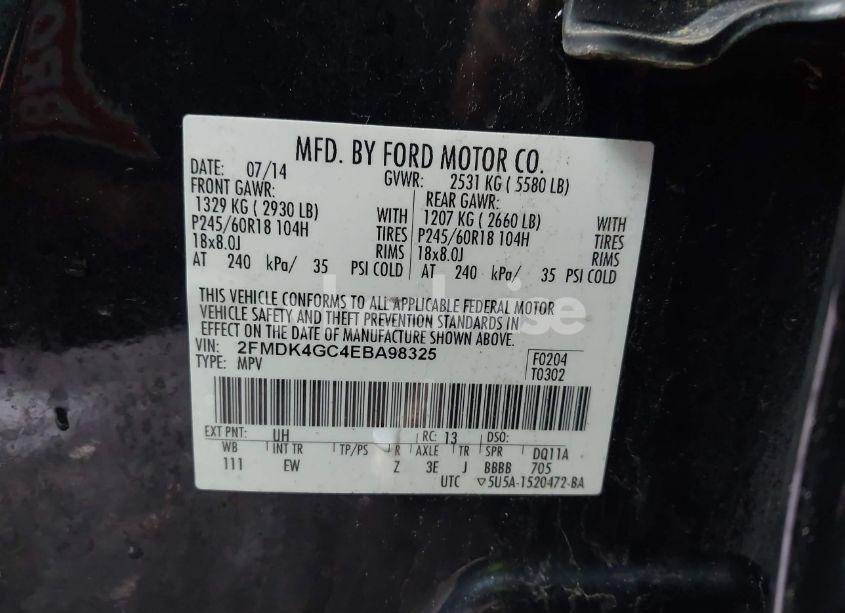 MFD. BY FORD MOTOR CO.
DATE: 07/14 GVWR: 2531 KG ( 5580 LB)
FRONT GAWR: REAR GAWR:
1329 KG ( 2930 LB) WITH 1207 KG ( 2660 LB) WITH
P245/60R18 104H TIRES P245/60R18 104H TIRES
18x8.0J RIMS 18x8.0J RIMS
AT 240 kPa/ 35 PSI COLD AT 240 kPa/ 35 PSI COLD
THIS VEHICLE CONFORMS TO ALL APPLICABLE FEDERAL MOTOR
VEHICLE SAFETY AND THEFT PREVENTION STANDARDS IN
EFFECT ON THE DATE OF MANUFACTURE SHOWN ABOVE.
VIN: 2FMDK4GC4EBA98325 F0204
TYPE: MPV T0302
EXT PNT: UH RC: 13 DSO:
WB INT TR TP/PS R AXLE TR SPR DQ11A
111 EW Z 3E J BBBB 705
UTC ▽5U5A-1520472-BA